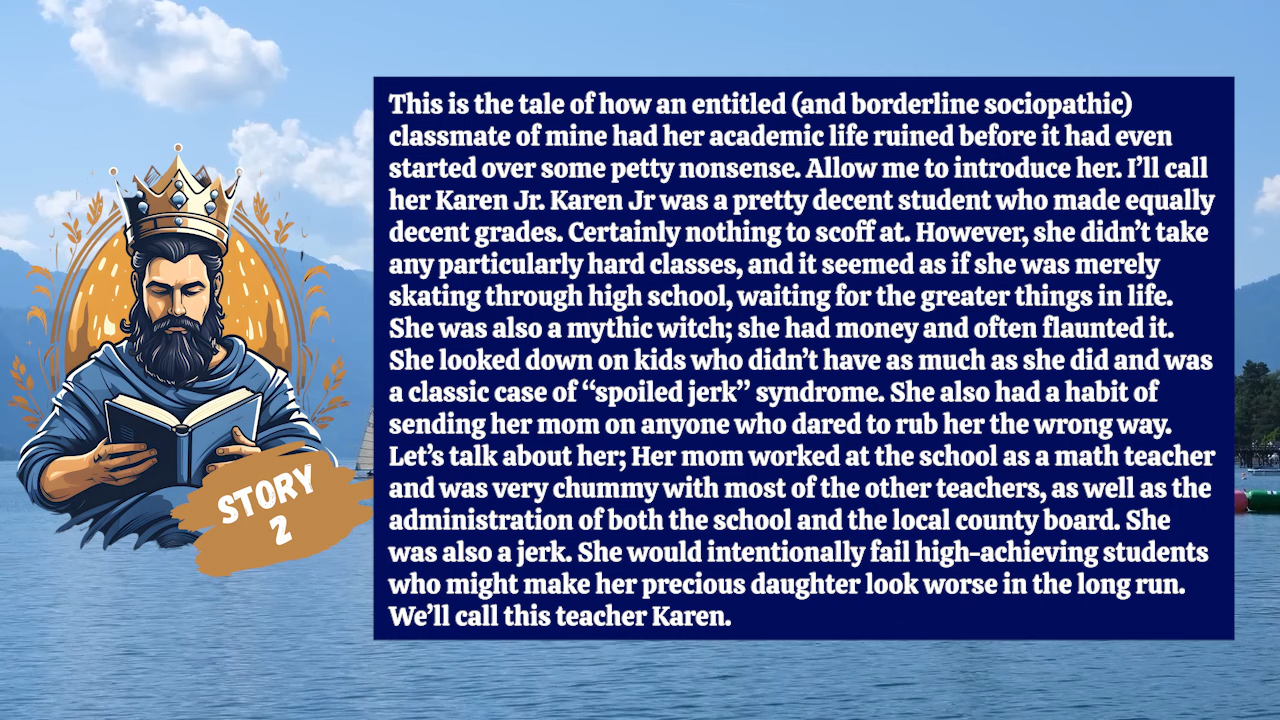 This is the tale of how an entitled (and borderline sociopathic)
classmate of mine had her academic life ruined before it had even
started over some petty nonsense. Allow me to introduce her. I’ll call
her Karen Jr. Karen Jr was a pretty decent student who made equally
decent grades. Certainly nothing to scoff at. However, she didn’t take
any particularly hard classes, and it seemed as if she was merely
skating through high school, waiting for the greater things in life.
She was also a mythic witch; she had money and often flaunted it.
She looked down on kids who didn’t have as much as she did and was
a classic case of “spoiled jerk” syndrome. She also had a habit of
sending her mom on anyone who dared to rub her the wrong way.
Let’s talk about her; Her mom worked at the school as a math teacher
and was very chummy with most of the other teachers, as well as the
administration of both the school and the local county board. She
was also a jerk. She would intentionally fail high-achieving students
who might make her precious daughter look worse in the long run.
We’ll call this teacher Karen.
STORY
2